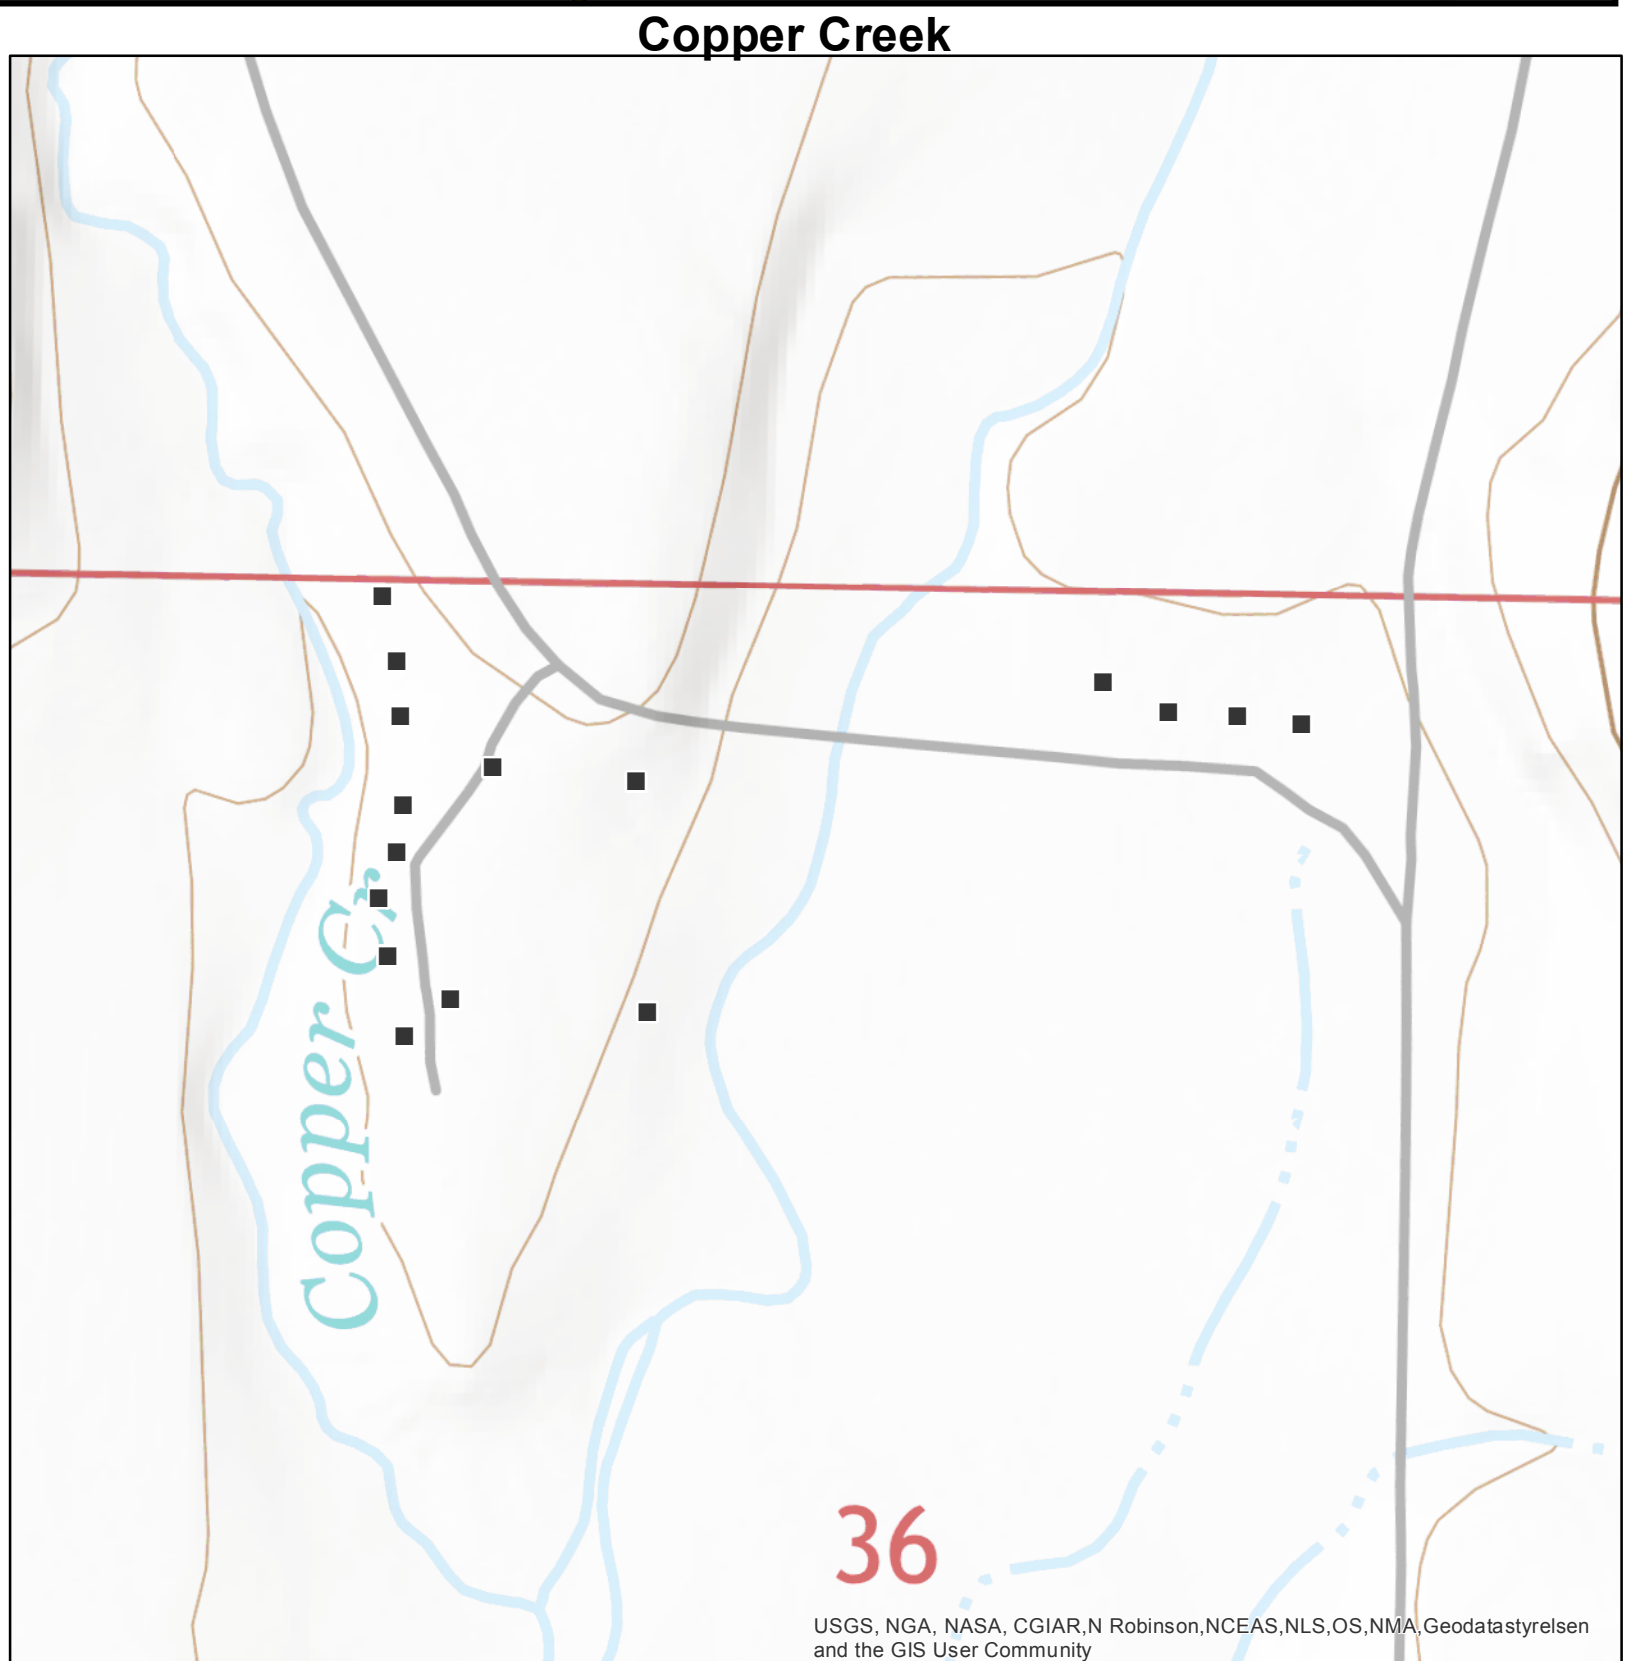 Copper Creek
Copper Cr
36
USGS, NGA, NASA, CGIAR,N Robinson,NCEAS,NLS,OS,NMA,Geodatastyrelsen
and the GIS User Community